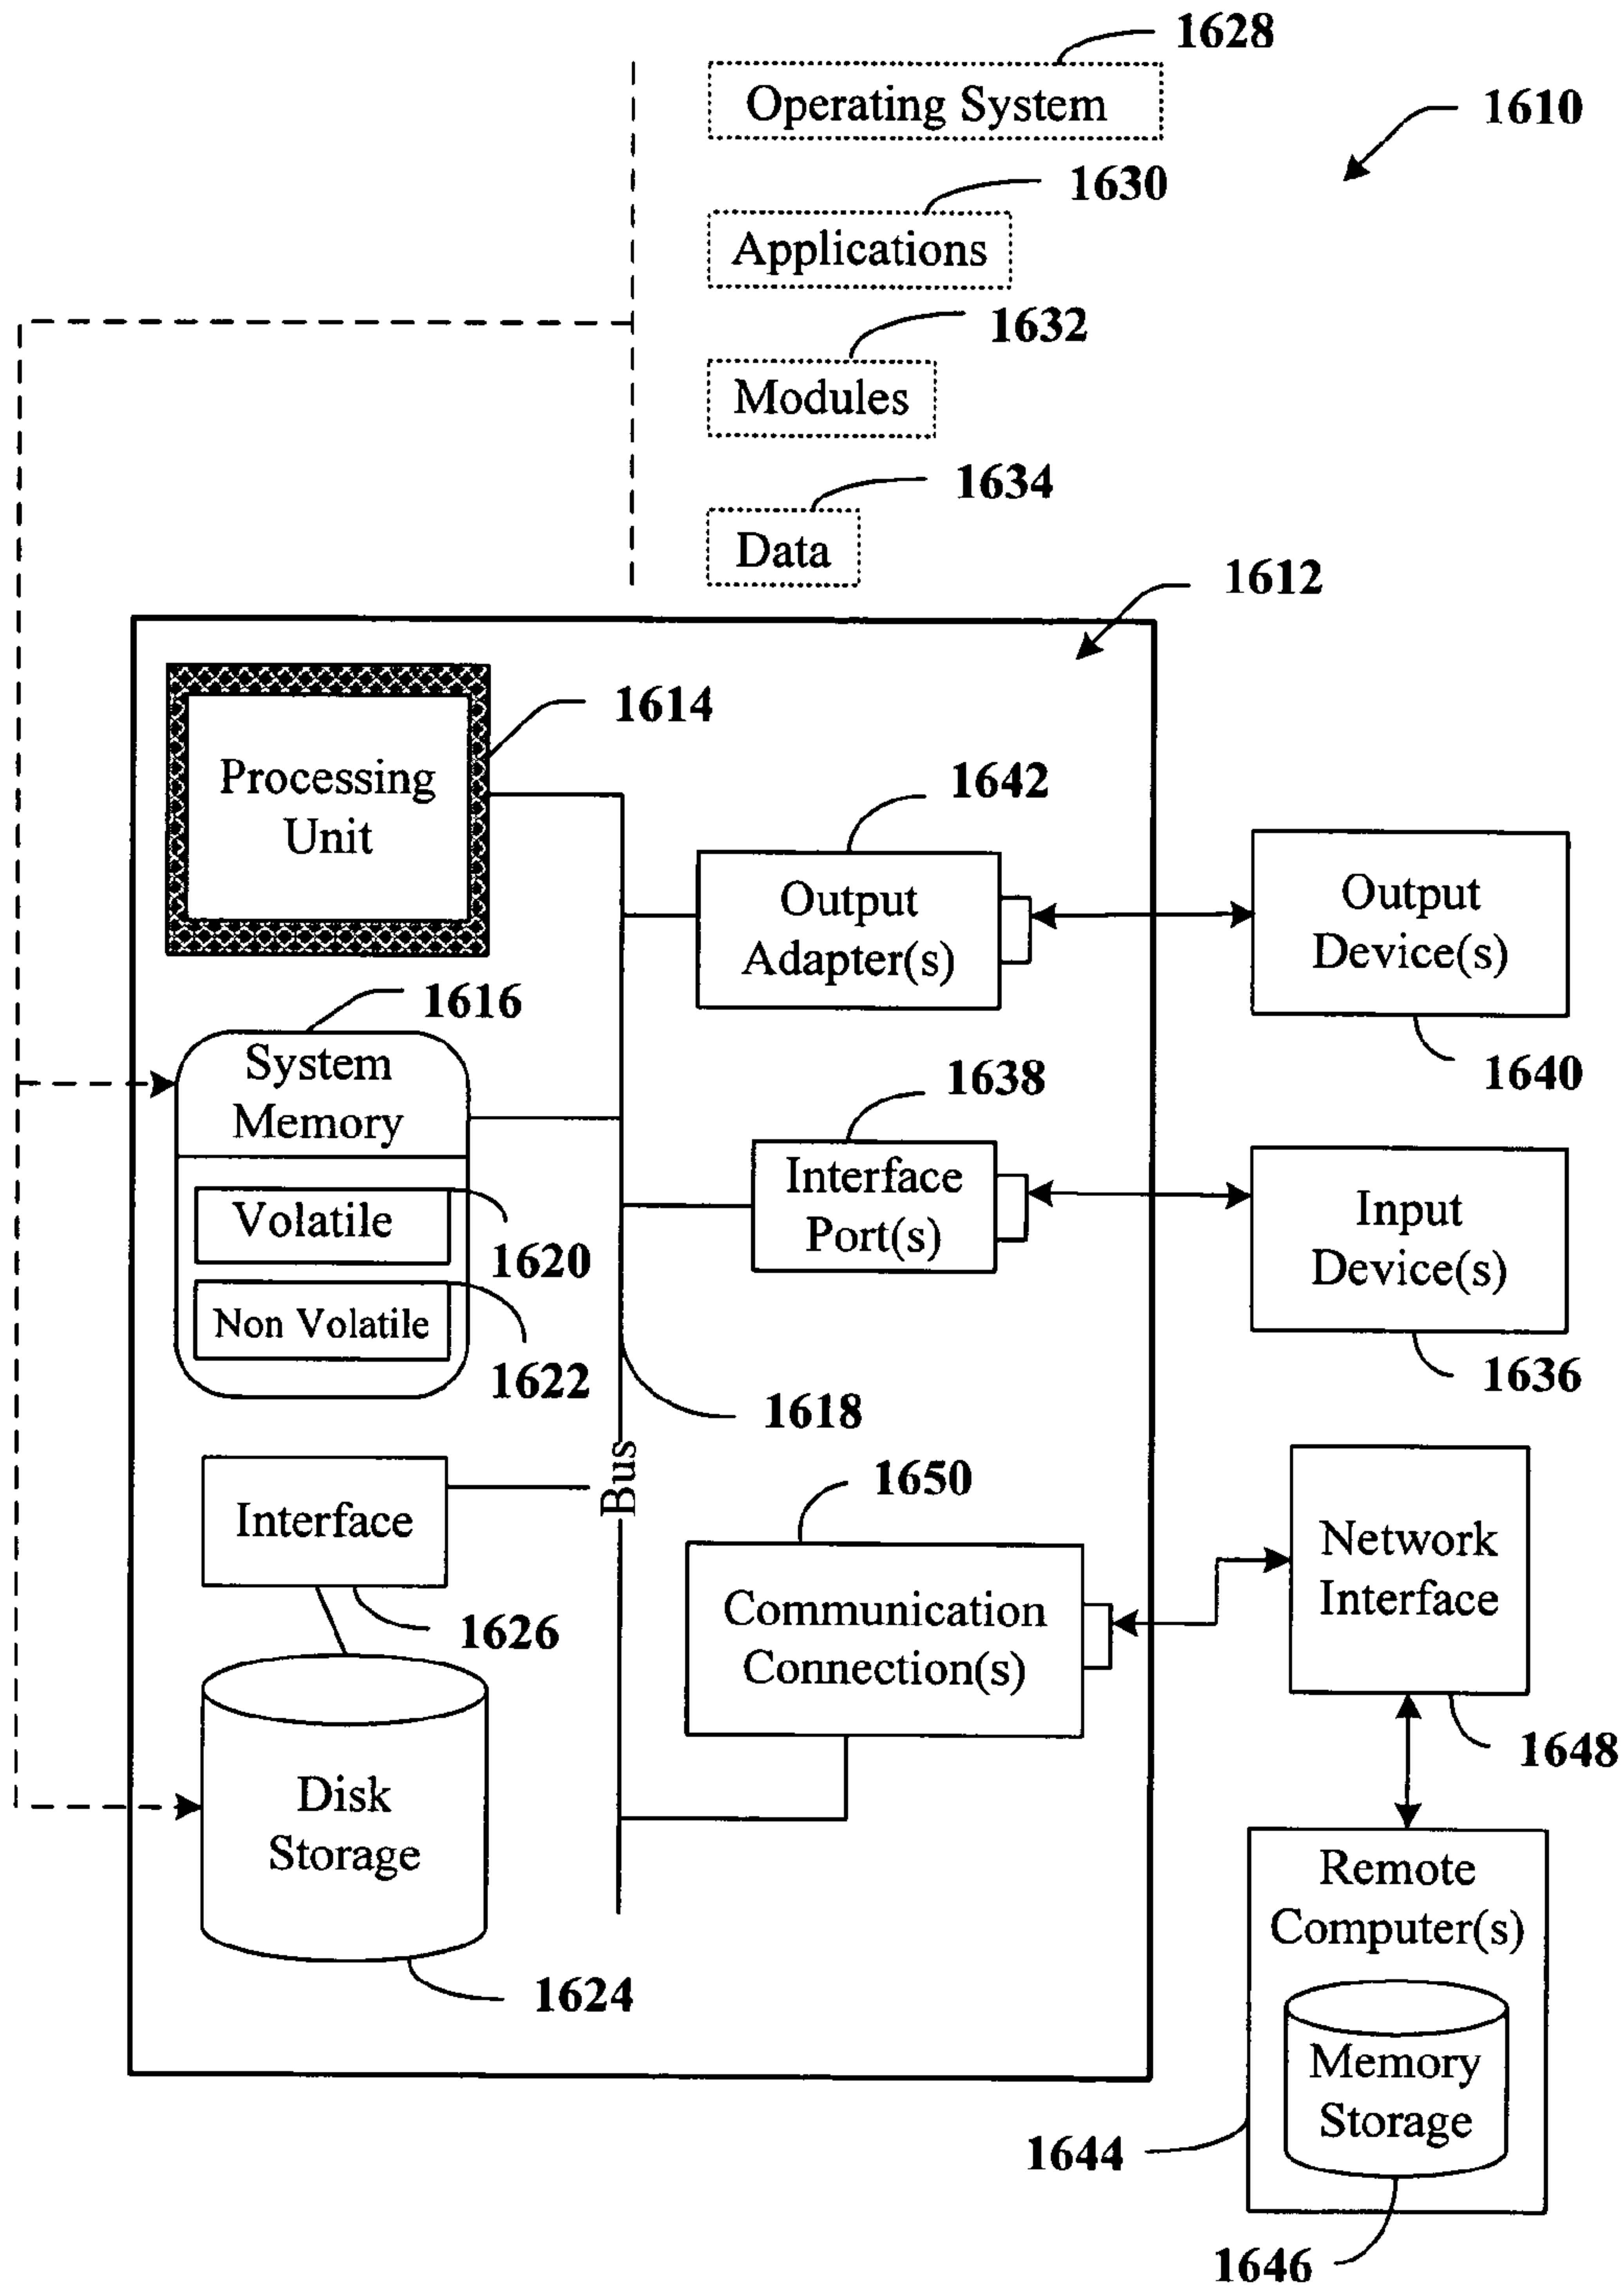 1628
Operating System
1610
1630
Applications
1632
Modules
1634
Data
1612
1614
Processing
Unit
1642
Output
Adapter(s)
Output
Device(s)
1640
1616
System
Memory
1638
Interface
Port(s)
Input
Device(s)
1636
Volatile
1620
Non Volatile
1622
1618
Bus
Interface
1626
1650
Communication
Connection(s)
Network
Interface
1648
Disk
Storage
1624
Remote
Computer(s)
Memory
Storage
1644
1646